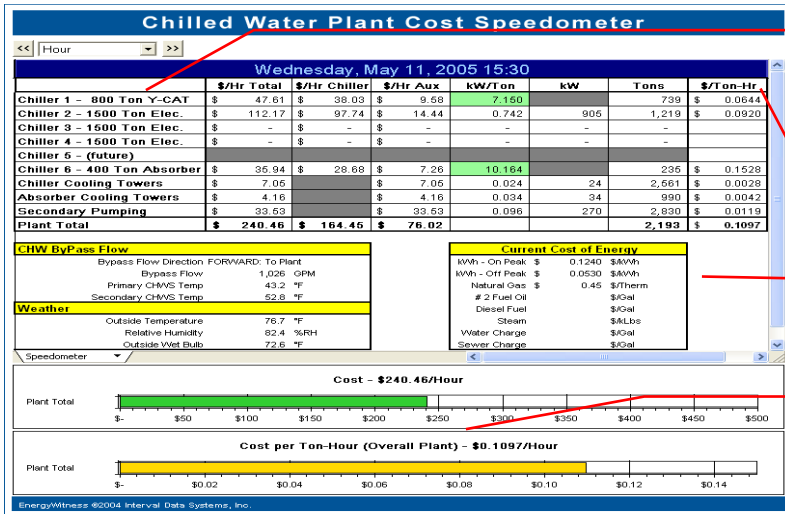 Chilled Water Plant Cost Speedometer
<< Hour >>
Wednesday, May 11, 2005 15:30
$/Hr Total $/Hr Chiller $/Hr Aux kW/Ton kW Tons $/Ton-Hr
Chiller 1 - 800 Ton Y-CAT $ 47.61 $ 38.03 $ 9.58 7.150 739 $ 0.0644
Chiller 2 - 1500 Ton Elec. $ 112.17 $ 97.74 $ 14.44 0.742 905 1,219 $ 0.0920
Chiller 3 - 1500 Ton Elec. $ - $ - $ - - - -
Chiller 4 - 1500 Ton Elec. $ - $ - $ - - - -
Chiller 5 - (future)
Chiller 6 - 400 Ton Absorber $ 35.94 $ 28.68 $ 7.26 10.164 235 $ 0.1528
Chiller Cooling Towers $ 7.05 $ 7.05 0.024 24 2,561 $ 0.0028
Absorber Cooling Towers $ 4.16 $ 4.16 0.034 34 990 $ 0.0042
Secondary Pumping $ 33.53 $ 33.53 0.096 270 2,830 $ 0.0119
Plant Total $ 240.46 $ 164.45 $ 76.02 2,193 $ 0.1097
CHW ByPass Flow
Bypass Flow Direction FORWARD: To Plant
Bypass Flow 1,026 GPM
Primary CHWS Temp 43.2 °F
Secondary CHWS Temp 52.8 °F
Weather
Outside Temperature 76.7 °F
Relative Humidity 82.4 %RH
Outside Wet Bulb 72.6 °F
Current Cost of Energy
kWh - On Peak $ 0.1240 $/kWh
kWh - Off Peak $ 0.0530 $/kWh
Natural Gas $ 0.45 $/Therm
# 2 Fuel Oil $/Gal
Diesel Fuel $/Gal
Steam $/kLbs
Water Charge $/Gal
Sewer Charge $/Gal
Speedometer
Cost - $240.46/Hour
Plant Total
$- $50 $100 $150 $200 $250 $300 $350 $400 $450 $500
Cost per Ton-Hour (Overall Plant) - $0.1097/Hour
Plant Total
$- $0.02 $0.04 $0.06 $0.08 $0.10 $0.12 $0.14
EnergyWitness ©2004 Interval Data Systems, Inc.